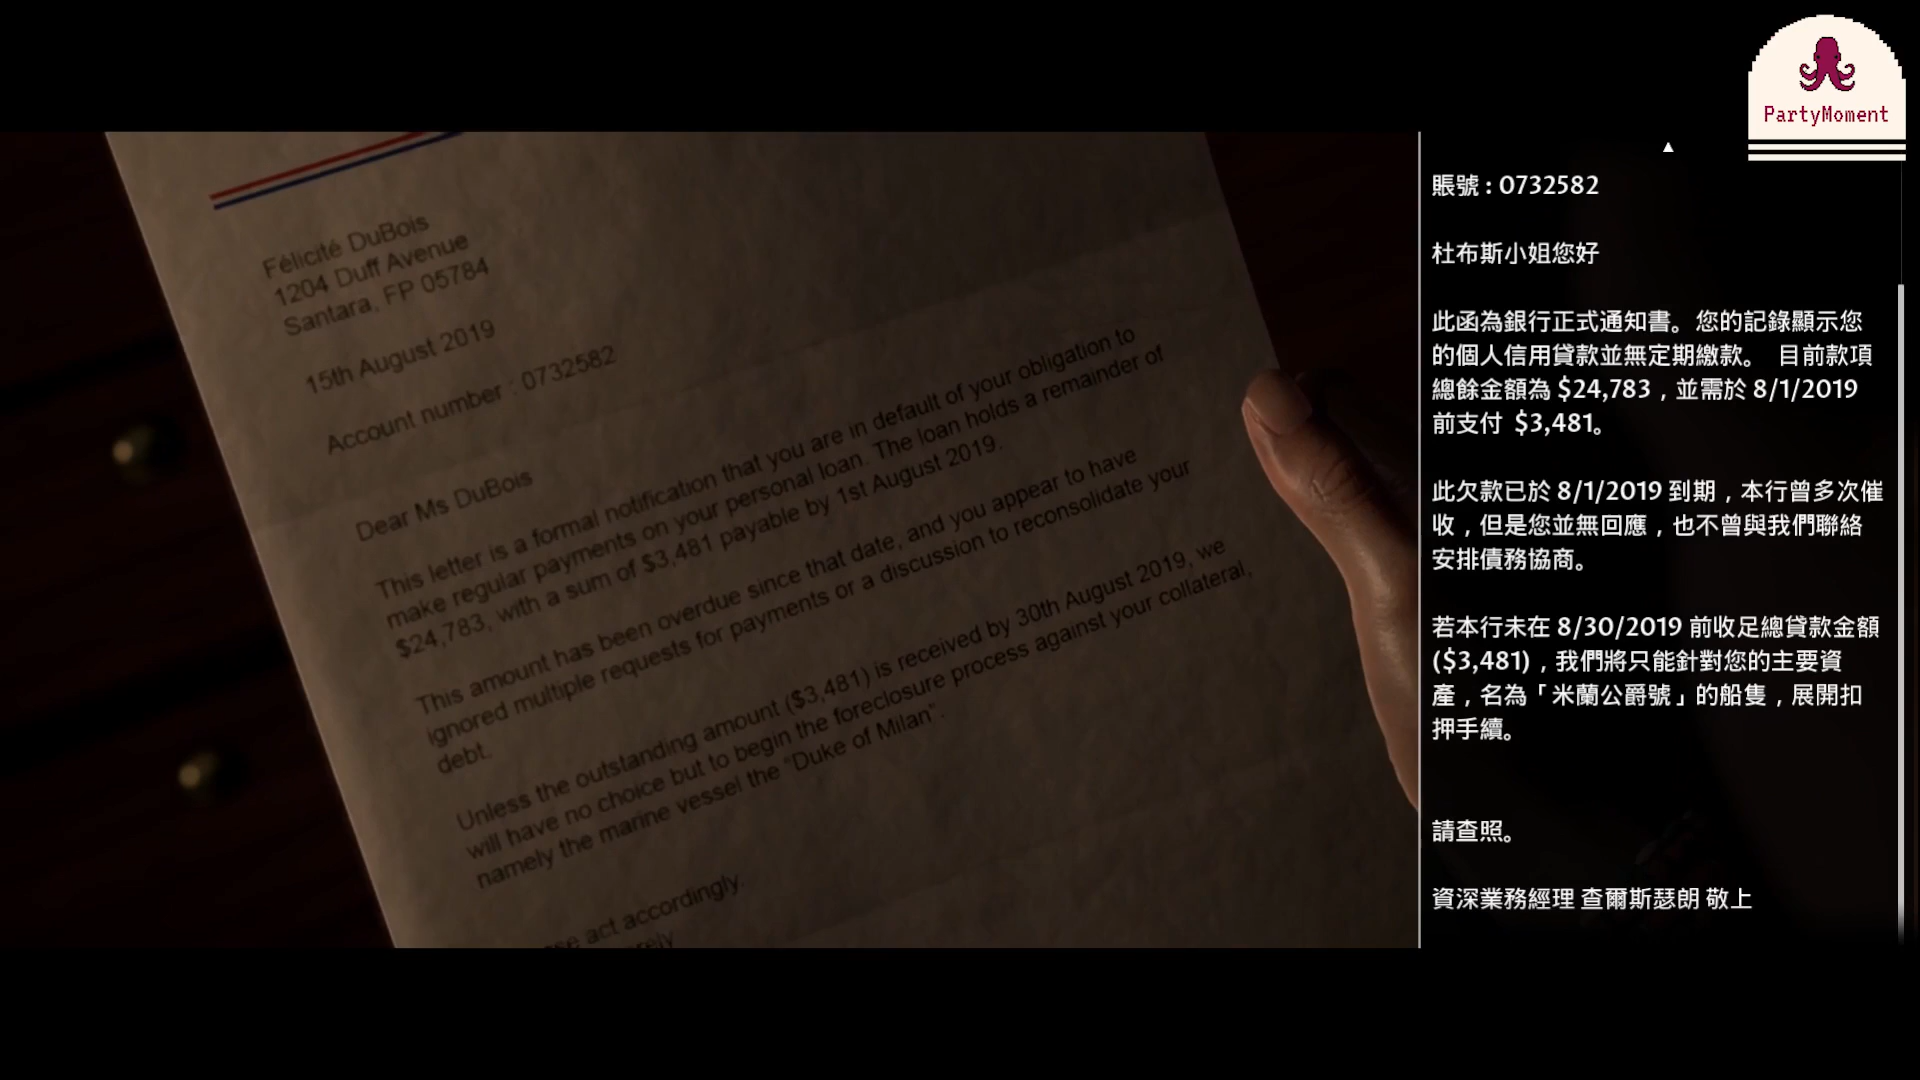 Félicité DuBois
1204 Duff Avenue
Santara, FP 05784
15th August 2019
Account number : 0732582
Dear Ms DuBois
This letter is a formal notification that you are in default of your obligation to
make regular payments on your personal loan. The loan holds a remainder of
$24,783, with a sum of $3,481 payable by 1st August 2019.
This amount has been overdue since that date, and you appear to have
ignored multiple requests for payments or a discussion to reconsolidate your
debt.
Unless the outstanding amount ($3,481) is received by 30th August 2019, we
will have no choice but to begin the foreclosure process against your collateral,
namely the marine vessel the "Duke of Milan".
act accordingly.
PartyMoment
賬號 : 0732582
杜布斯小姐您好
此函為銀行正式通知書。您的記錄顯示您
的個人信用貸款並無定期繳款。 目前款項
總餘金額為 $24,783，並需於 8/1/2019
前支付 $3,481。
此欠款已於 8/1/2019 到期，本行曾多次催
收，但是您並無回應，也不曾與我們聯絡
安排債務協商。
若本行未在 8/30/2019 前收足總貸款金額
($3,481)，我們將只能針對您的主要資
產，名為「米蘭公爵號」的船隻，展開扣
押手續。
請查照。
資深業務經理 查爾斯瑟朗 敬上